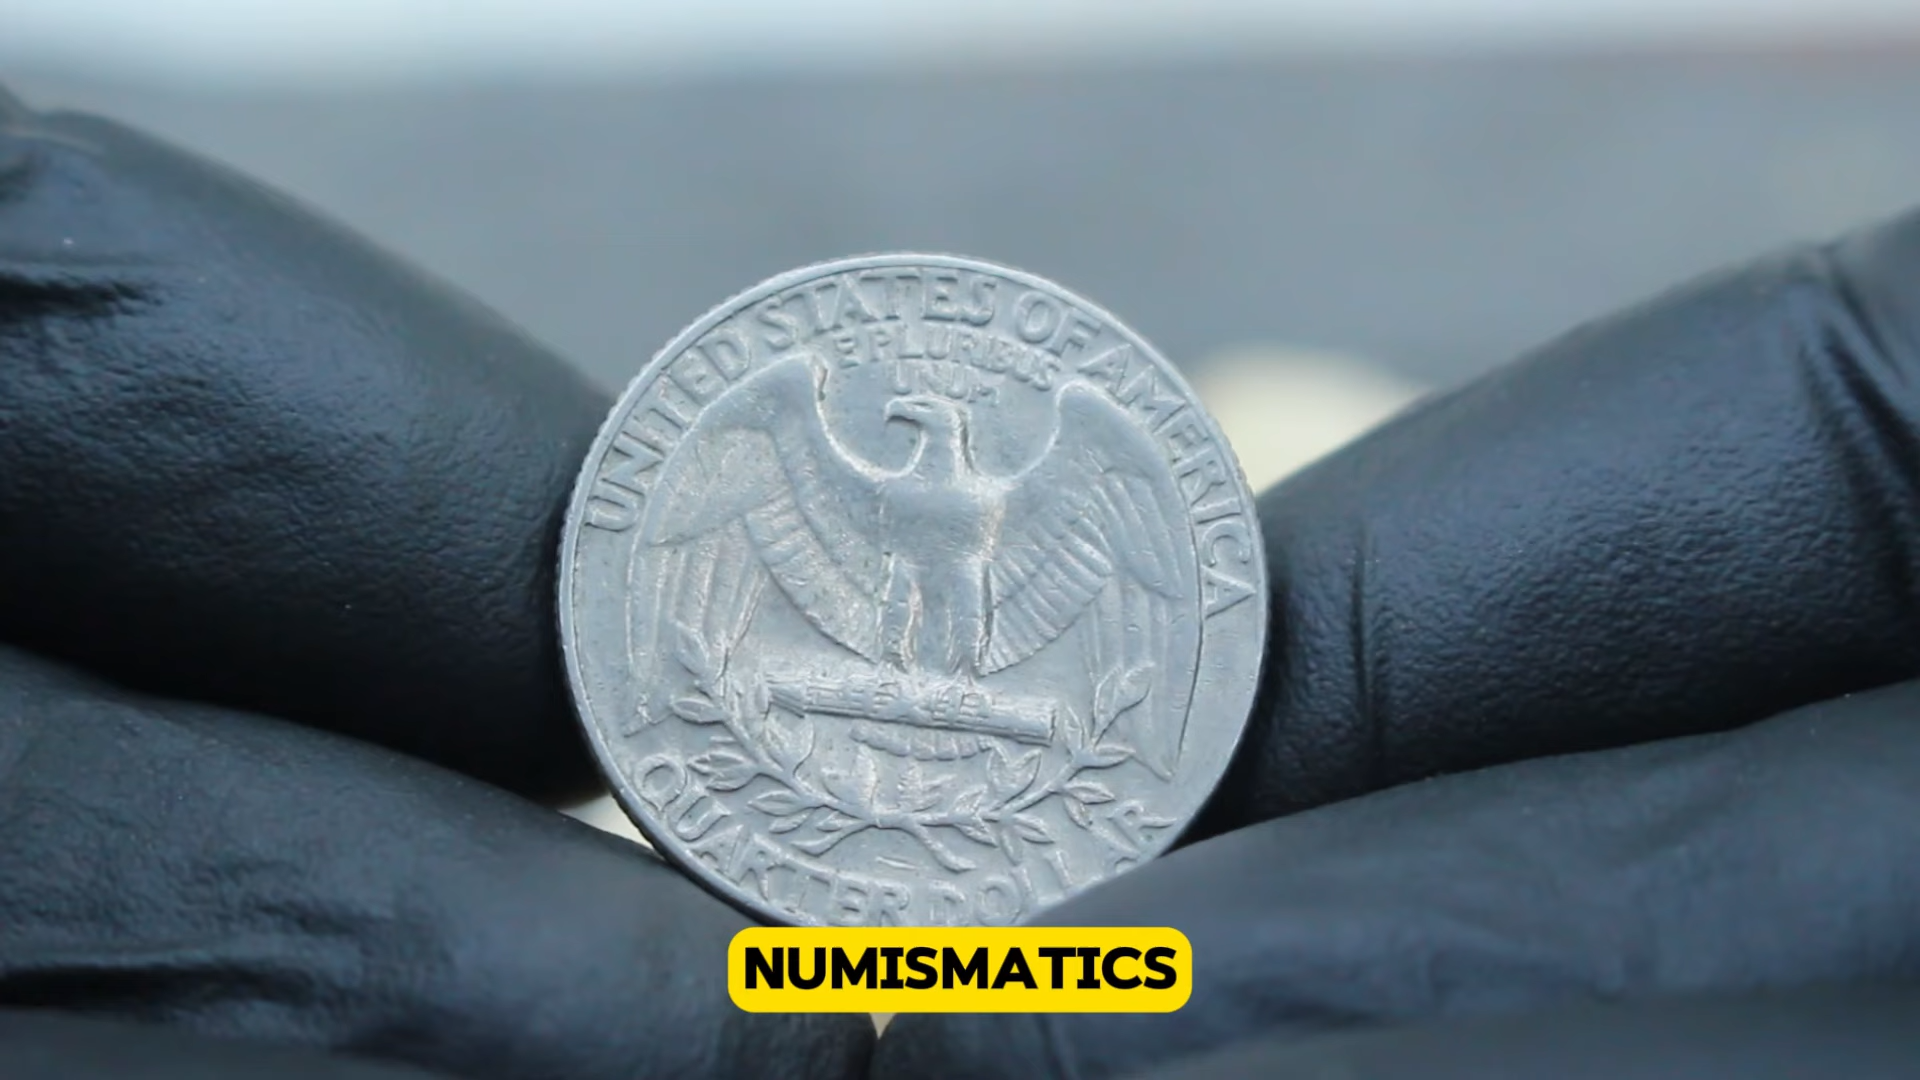 UNITED STATES OF AMERICA
E PLURIBUS
UNUM
QUARTER DOLLAR
NUMISMATICS